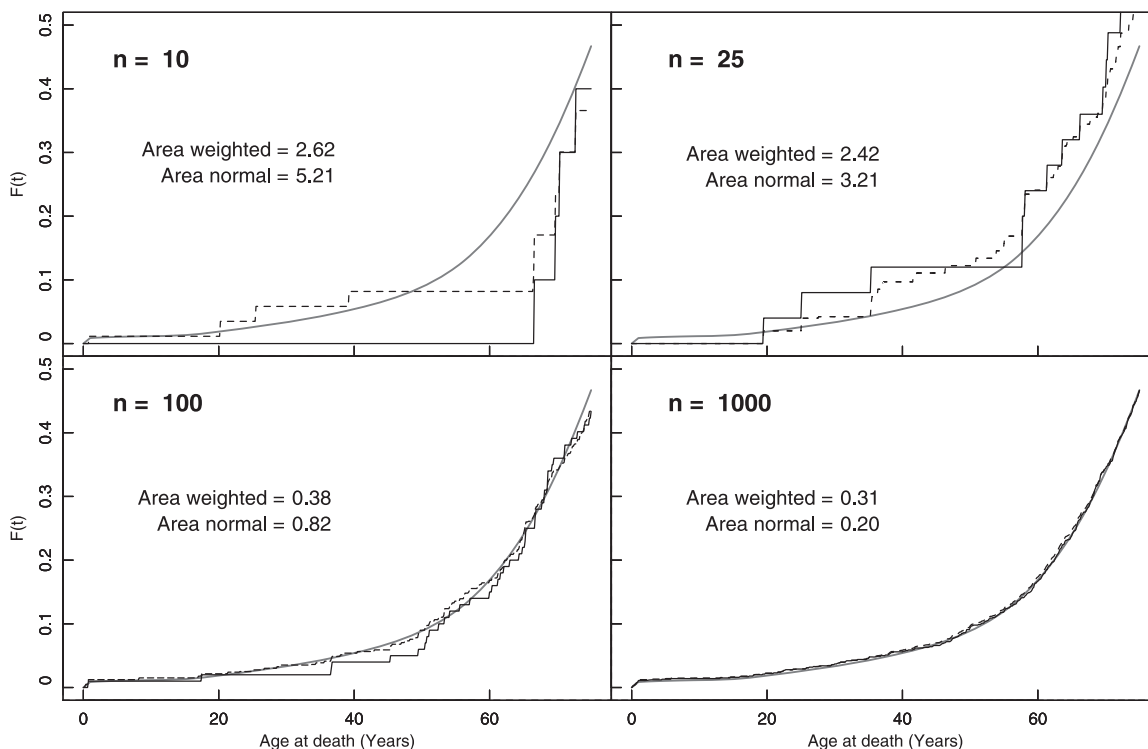 n = 10
n = 25
Area weighted = 2.62
Area normal = 5.21
Area weighted = 2.42
Area normal = 3.21
F(t)
0 0.1 0.2 0.3 0.4 0.5
n = 100
n = 1000
Area weighted = 0.38
Area normal = 0.82
Area weighted = 0.31
Area normal = 0.20
F(t)
0 0.1 0.2 0.3 0.4 0.5
0 20 40 60
0 20 40 60
Age at death (Years)
Age at death (Years)